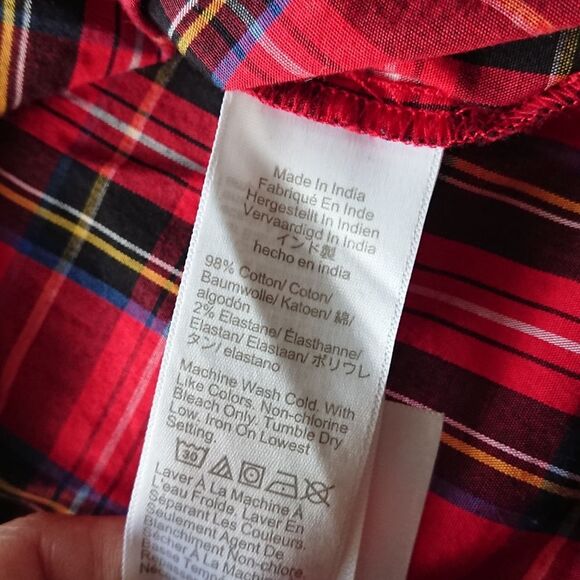 Made In India
Fabriqué En Inde
Hergestellt In Indien
Vervaardigd In India
インド製
hecho en india
98% Cotton/ Coton/
Baumwolle/ Katoen/ 綿/
algodón
2% Elastane/ Élasthanne/
Elastan/ Elasiaan/ ポリウレ
タン/ elastano
Machine Wash Cold. With
Like Colors. Non-chlorine
Bleach Only. Tumble Dry
Low. Iron On Lowest
Setting.
30
Laver À La Machine À
L'eau Froide. Laver En
Séparant Les Couleurs.
Seulement Agent De
Blanchiment Non-chlore